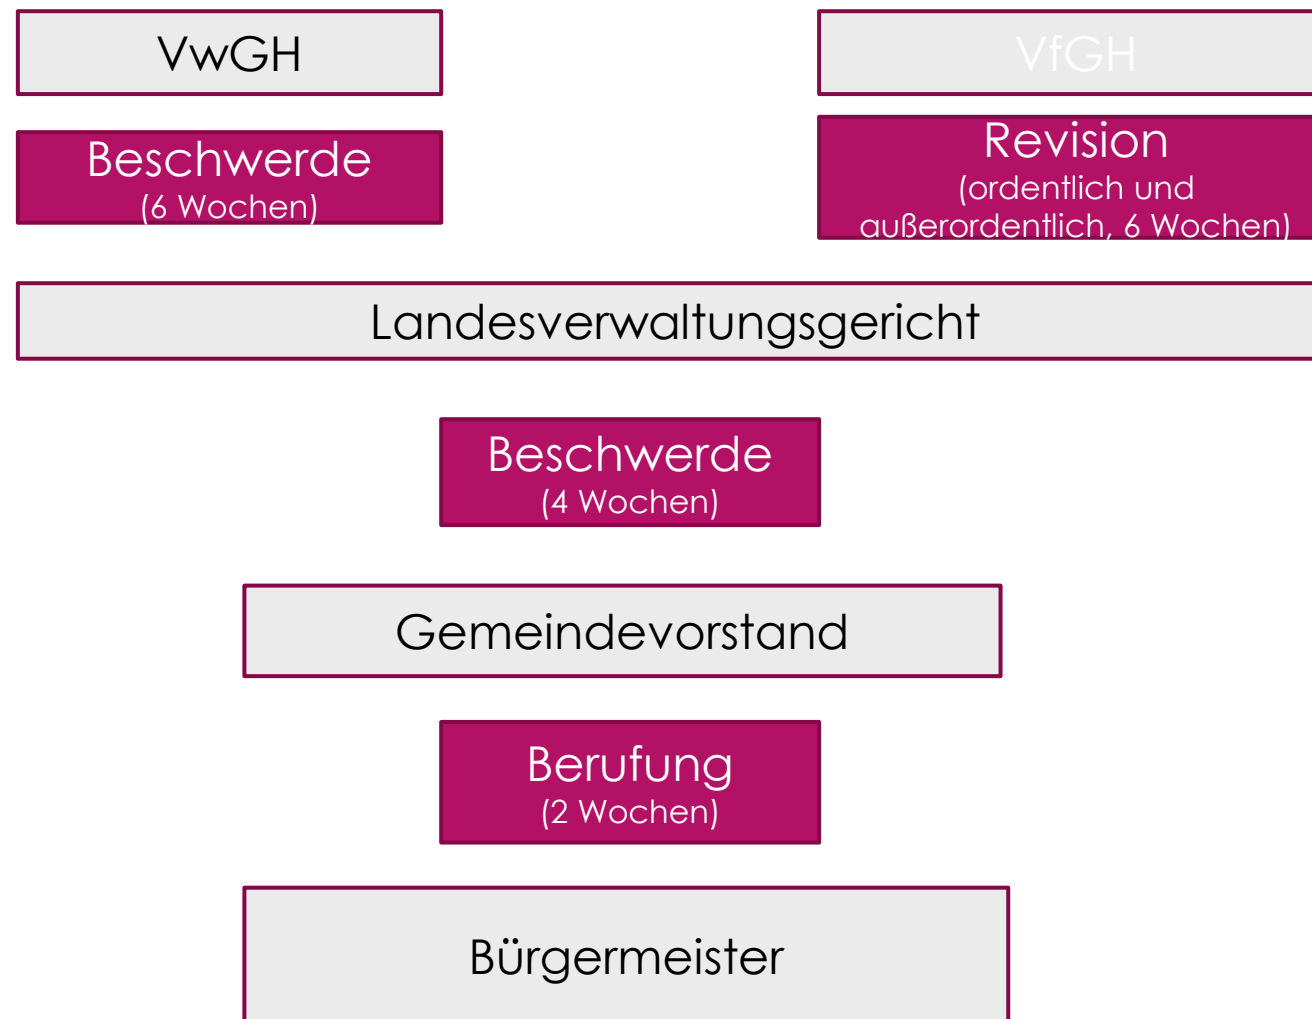 VwGH
VfGH
Beschwerde
(6 Wochen)
Revision
(ordentlich und
außerordentlich, 6 Wochen)
Landesverwaltungsgericht
Beschwerde
(4 Wochen)
Gemeindevorstand
Berufung
(2 Wochen)
Bürgermeister